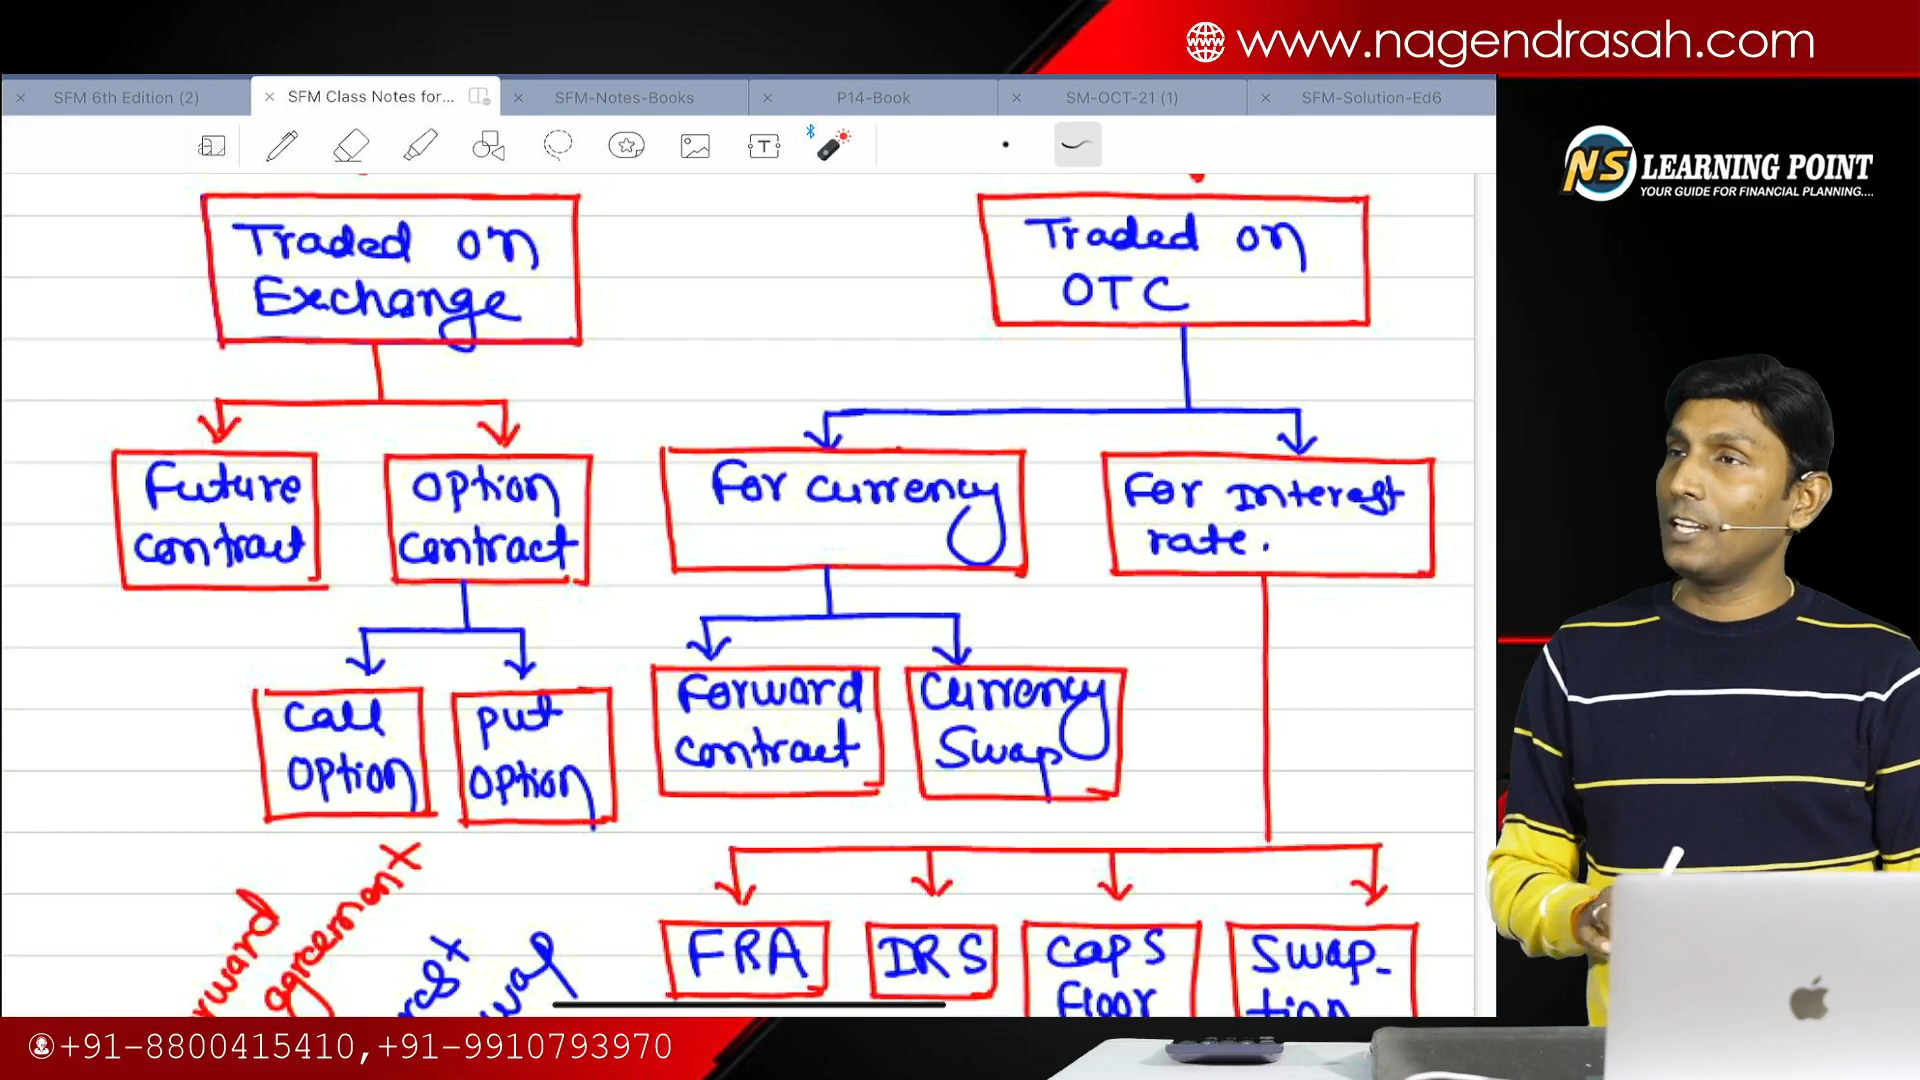 www.nagendrasah.com
SFM 6th Edition (2)
SFM Class Notes for...
SFM-Notes-Books
P14-Book
SM-OCT-21 (1)
SFM-Solution-Ed6
NS LEARNING POINT
YOUR GUIDE FOR FINANCIAL PLANNING....
Traded on
Exchange
Traded on
OTC
Future
contract
option
contract
For currency
For Interest
rate.
call
option
put
option
Forward
contract
Currency
Swap
agreement
FRA
IRS
caps
Floor
Swap-
tion
+91-8800415410,+91-9910793970